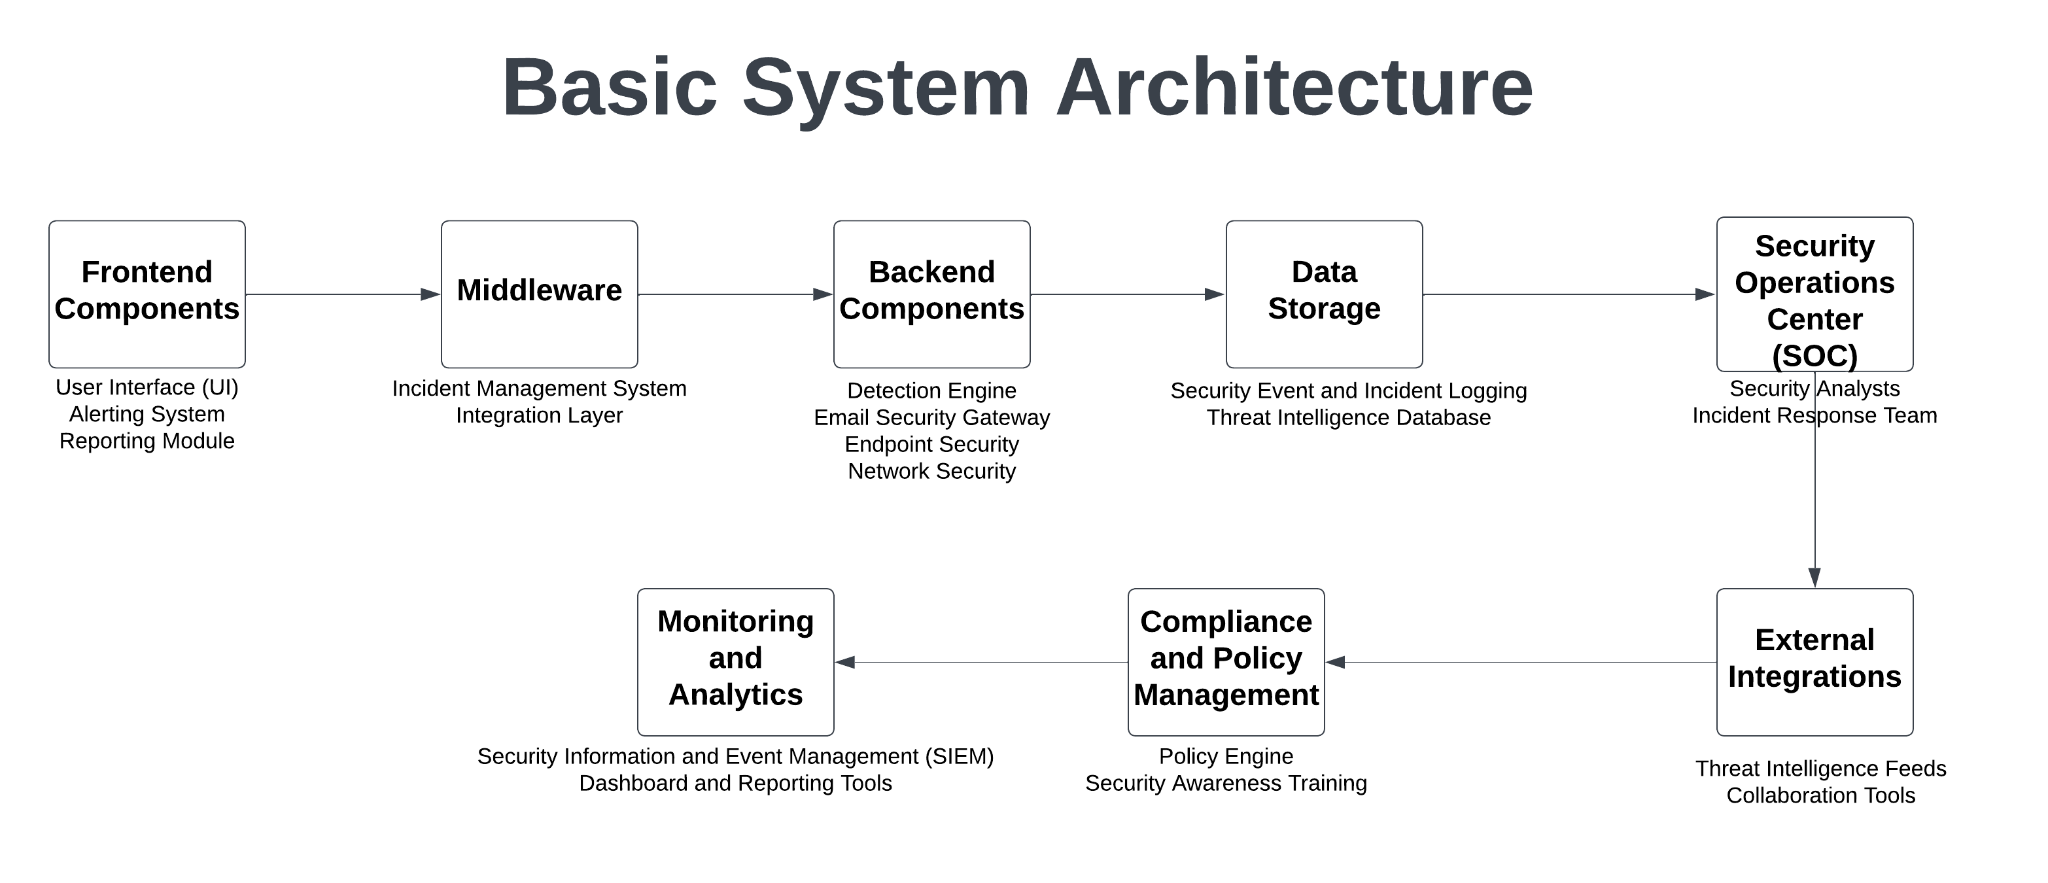 Basic System Architecture
Frontend
Components
User Interface (UI)
Alerting System
Reporting Module
Middleware
Incident Management System
Integration Layer
Backend
Components
Detection Engine
Email Security Gateway
Endpoint Security
Network Security
Data
Storage
Security Event and Incident Logging
Threat Intelligence Database
Security
Operations
Center
(SOC)
Security Analysts
Incident Response Team
External
Integrations
Threat Intelligence Feeds
Collaboration Tools
Compliance
and Policy
Management
Policy Engine
Security Awareness Training
Monitoring
and
Analytics
Security Information and Event Management (SIEM)
Dashboard and Reporting Tools